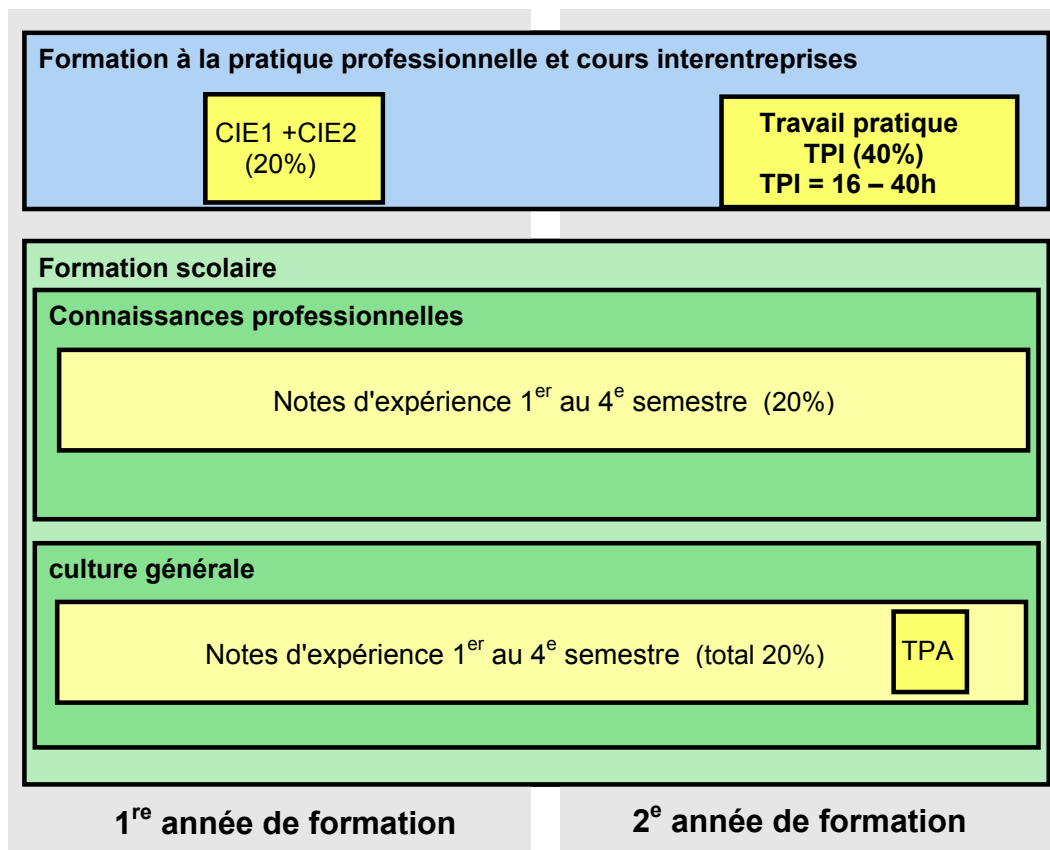 Formation à la pratique professionnelle et cours interentreprises
CIE1 +CIE2
(20%)
Travail pratique
TPI (40%)
TPI = 16 – 40h
Formation scolaire
Connaissances professionnelles
Notes d'expérience 1er au 4e semestre (20%)
culture générale
Notes d'expérience 1er au 4e semestre (total 20%)
TPA
1re année de formation
2e année de formation